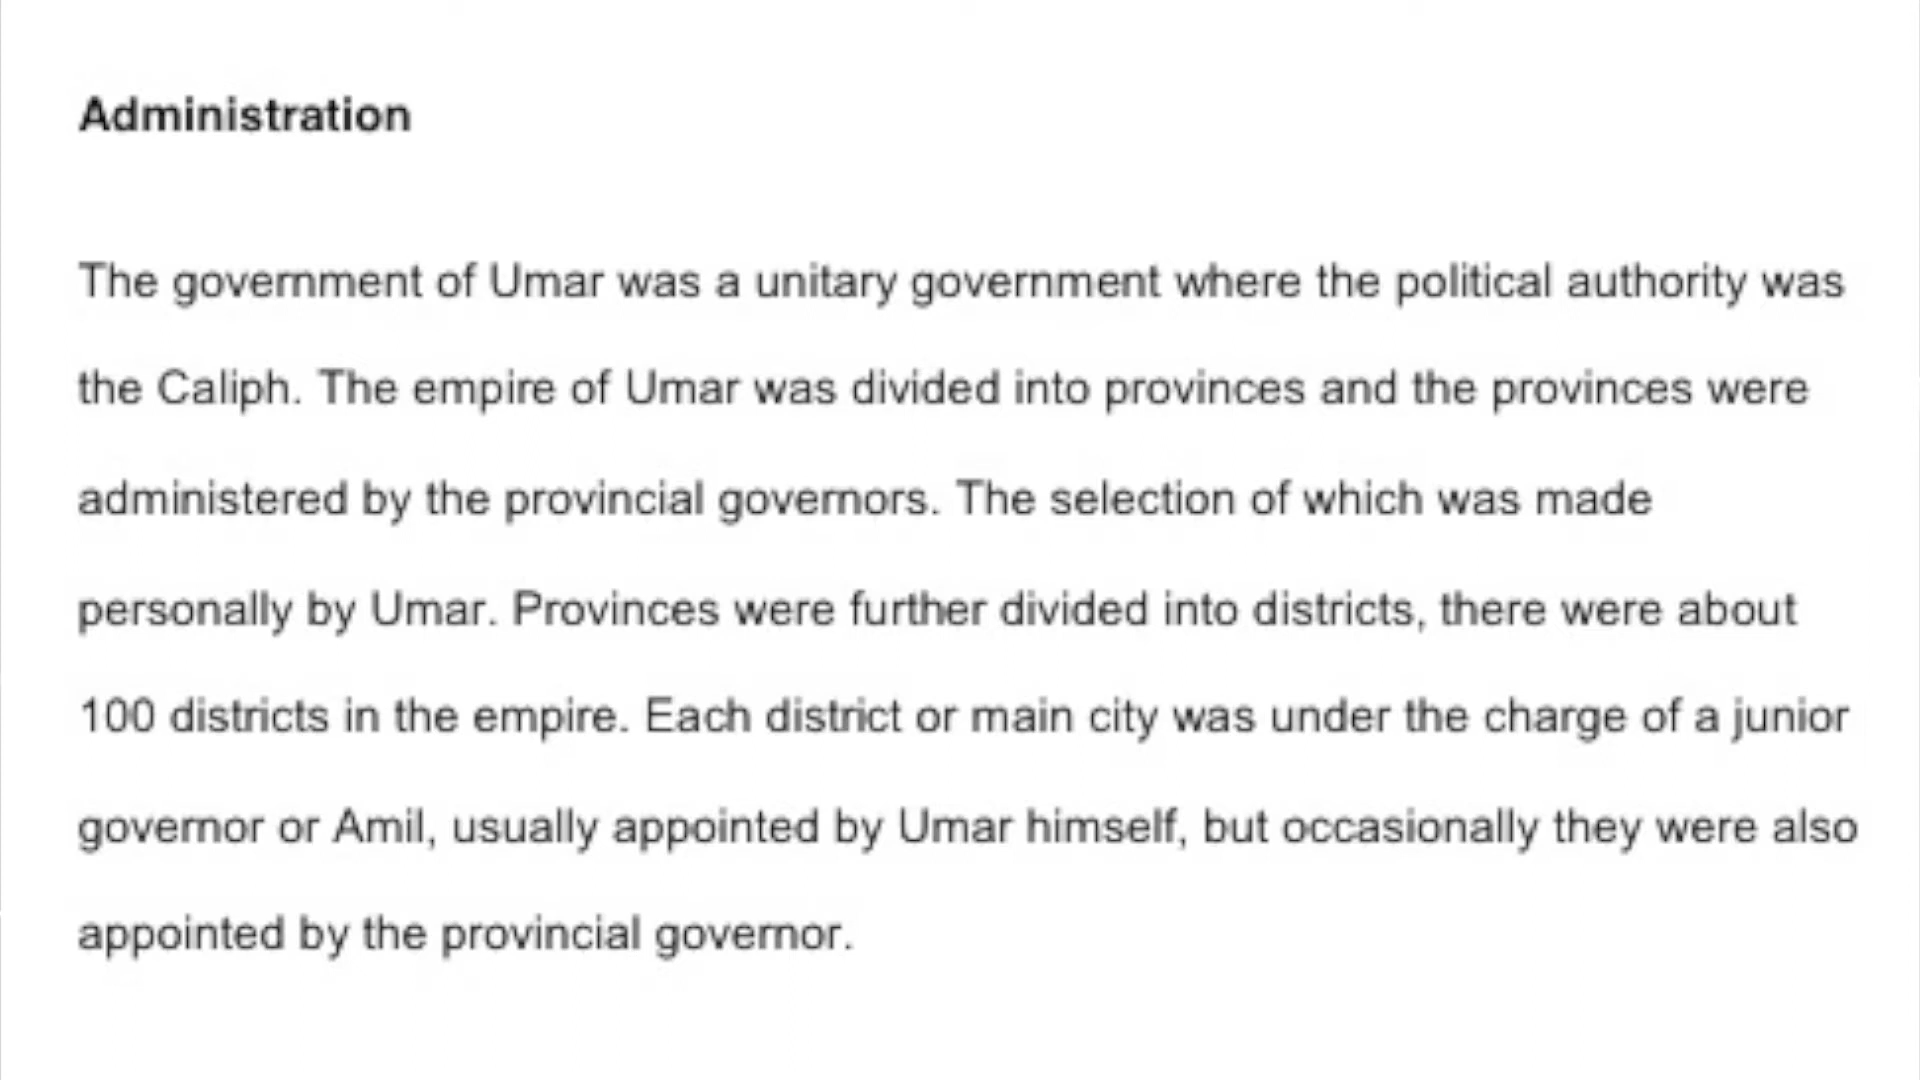 Administration
The government of Umar was a unitary government where the political authority was
the Caliph. The empire of Umar was divided into provinces and the provinces were
administered by the provincial governors. The selection of which was made
personally by Umar. Provinces were further divided into districts, there were about
100 districts in the empire. Each district or main city was under the charge of a junior
governor or Amil, usually appointed by Umar himself, but occasionally they were also
appointed by the provincial governor.